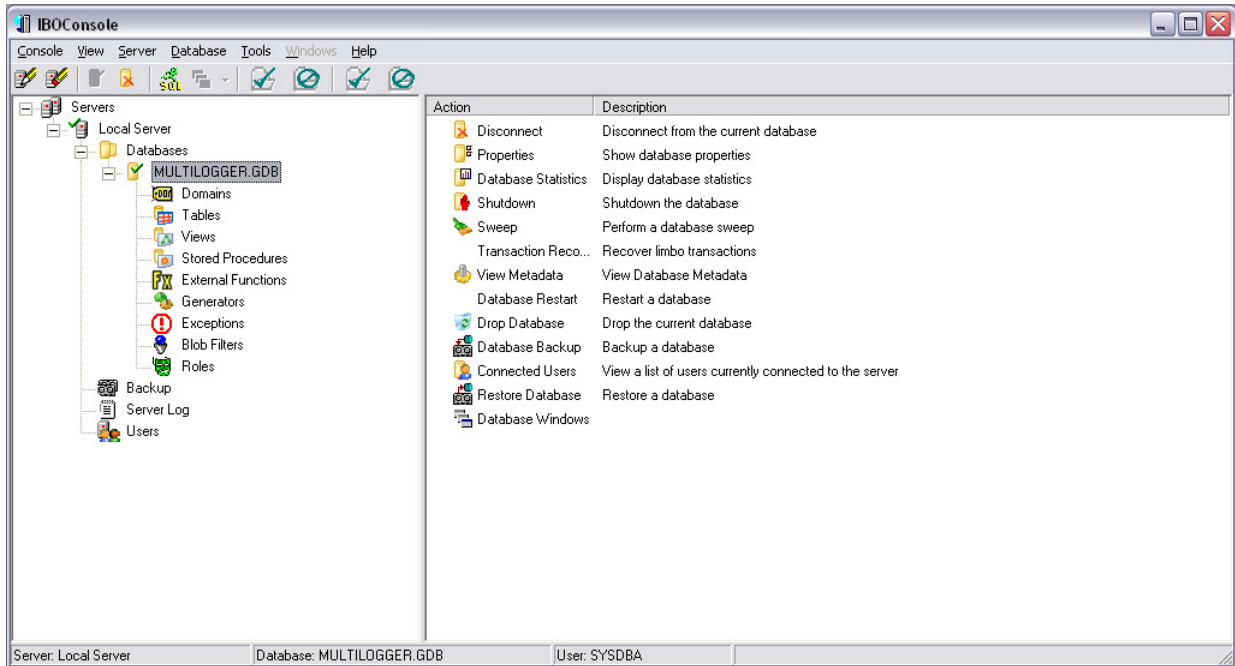 IBOConsole
Console View Server Database Tools Windows Help
SQL
Servers
Local Server
Databases
MULTILOGGER.GDB
Domains
Tables
Views
Stored Procedures
External Functions
Generators
Exceptions
Blob Filters
Roles
Backup
Server Log
Users
Action Description
Disconnect Disconnect from the current database
Properties Show database properties
Database Statistics Display database statistics
Shutdown Shutdown the database
Sweep Perform a database sweep
Transaction Reco... Recover limbo transactions
View Metadata View Database Metadata
Database Restart Restart a database
Drop Database Drop the current database
Database Backup Backup a database
Connected Users View a list of users currently connected to the server
Restore Database Restore a database
Database Windows
Server: Local Server Database: MULTILOGGER.GDB User: SYSDBA